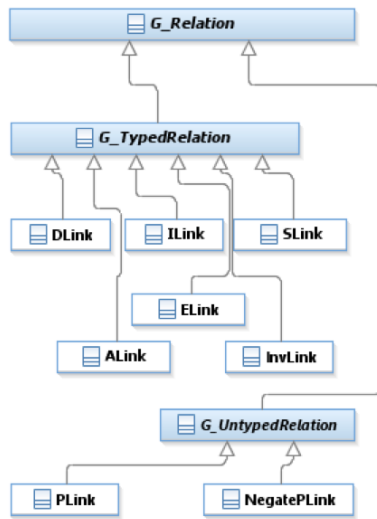 G_Relation
G_TypedRelation
DLink
ILink
SLink
ELink
ALink
InvLink
G_UntypedRelation
PLink
NegatePLink